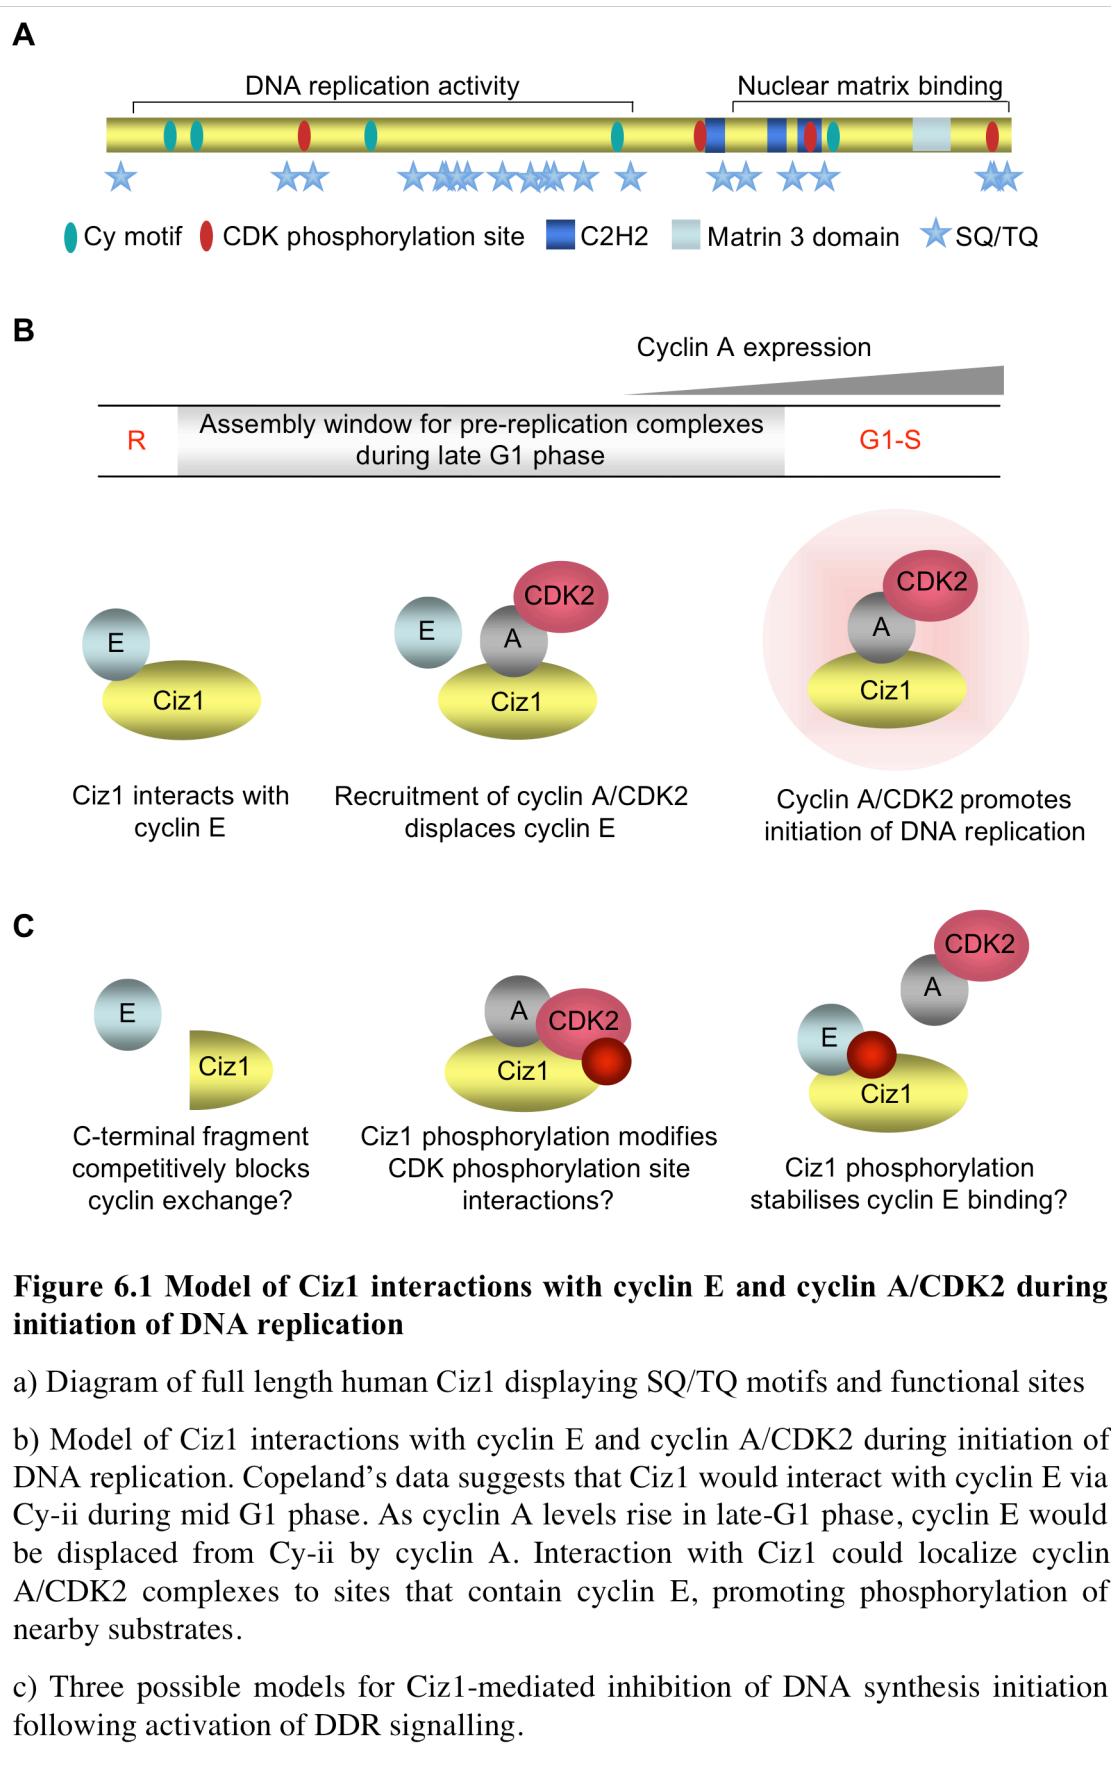 A
DNA replication activity
Nuclear matrix binding
Cy motif
CDK phosphorylation site
C2H2
Matrin 3 domain
SQ/TQ
B
Cyclin A expression
R
Assembly window for pre-replication complexes
during late G1 phase
G1-S
E
Ciz1
E
A
CDK2
Ciz1
CDK2
A
Ciz1
Ciz1 interacts with
cyclin E
Recruitment of cyclin A/CDK2
displaces cyclin E
Cyclin A/CDK2 promotes
initiation of DNA replication
C
E
Ciz1
A
CDK2
Ciz1
CDK2
A
E
Ciz1
C-terminal fragment
competitively blocks
cyclin exchange?
Ciz1 phosphorylation modifies
CDK phosphorylation site
interactions?
Ciz1 phosphorylation
stabilises cyclin E binding?
Figure 6.1 Model of Ciz1 interactions with cyclin E and cyclin A/CDK2 during
initiation of DNA replication
a) Diagram of full length human Ciz1 displaying SQ/TQ motifs and functional sites
b) Model of Ciz1 interactions with cyclin E and cyclin A/CDK2 during initiation of
DNA replication. Copeland’s data suggests that Ciz1 would interact with cyclin E via
Cy-ii during mid G1 phase. As cyclin A levels rise in late-G1 phase, cyclin E would
be displaced from Cy-ii by cyclin A. Interaction with Ciz1 could localize cyclin
A/CDK2 complexes to sites that contain cyclin E, promoting phosphorylation of
nearby substrates.
c) Three possible models for Ciz1-mediated inhibition of DNA synthesis initiation
following activation of DDR signalling.